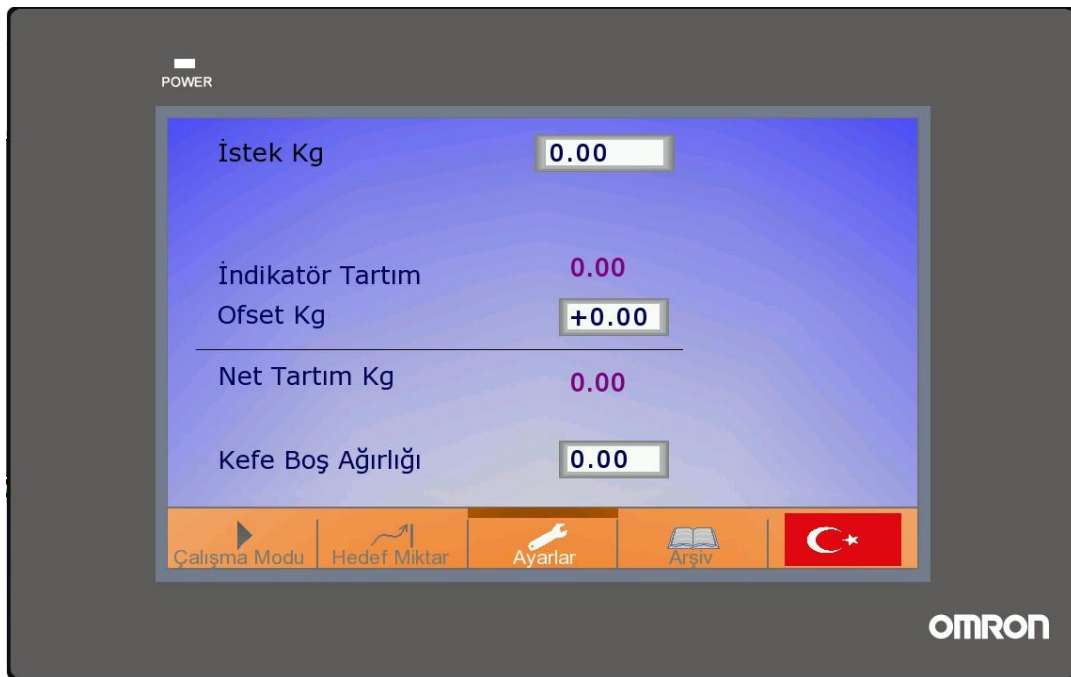 POWER
İstek Kg 0.00
İndikatör Tartım 0.00
Ofset Kg +0.00
Net Tartım Kg 0.00
Kefe Boş Ağırlığı 0.00
Çalışma Modu Hedef Miktar Ayarlar Arşiv
OMRON